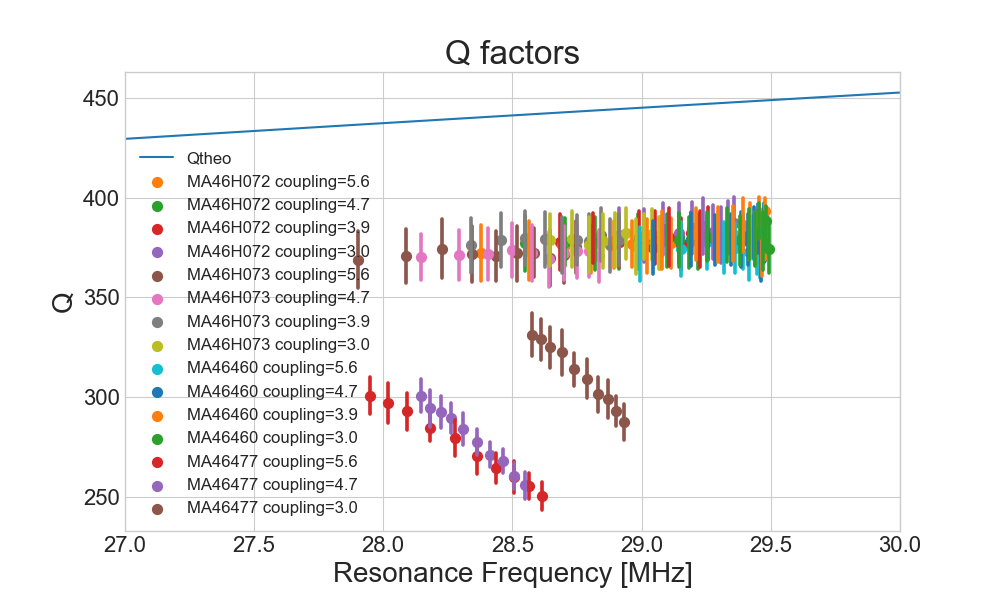 Q factors
450
400
350
300
250
Q
Qtheo
MA46H072 coupling=5.6
MA46H072 coupling=4.7
MA46H072 coupling=3.9
MA46H072 coupling=3.0
MA46H073 coupling=5.6
MA46H073 coupling=4.7
MA46H073 coupling=3.9
MA46H073 coupling=3.0
MA46460 coupling=5.6
MA46460 coupling=4.7
MA46460 coupling=3.9
MA46460 coupling=3.0
MA46477 coupling=5.6
MA46477 coupling=4.7
MA46477 coupling=3.0
27.0 27.5 28.0 28.5 29.0 29.5 30.0
Resonance Frequency [MHz]